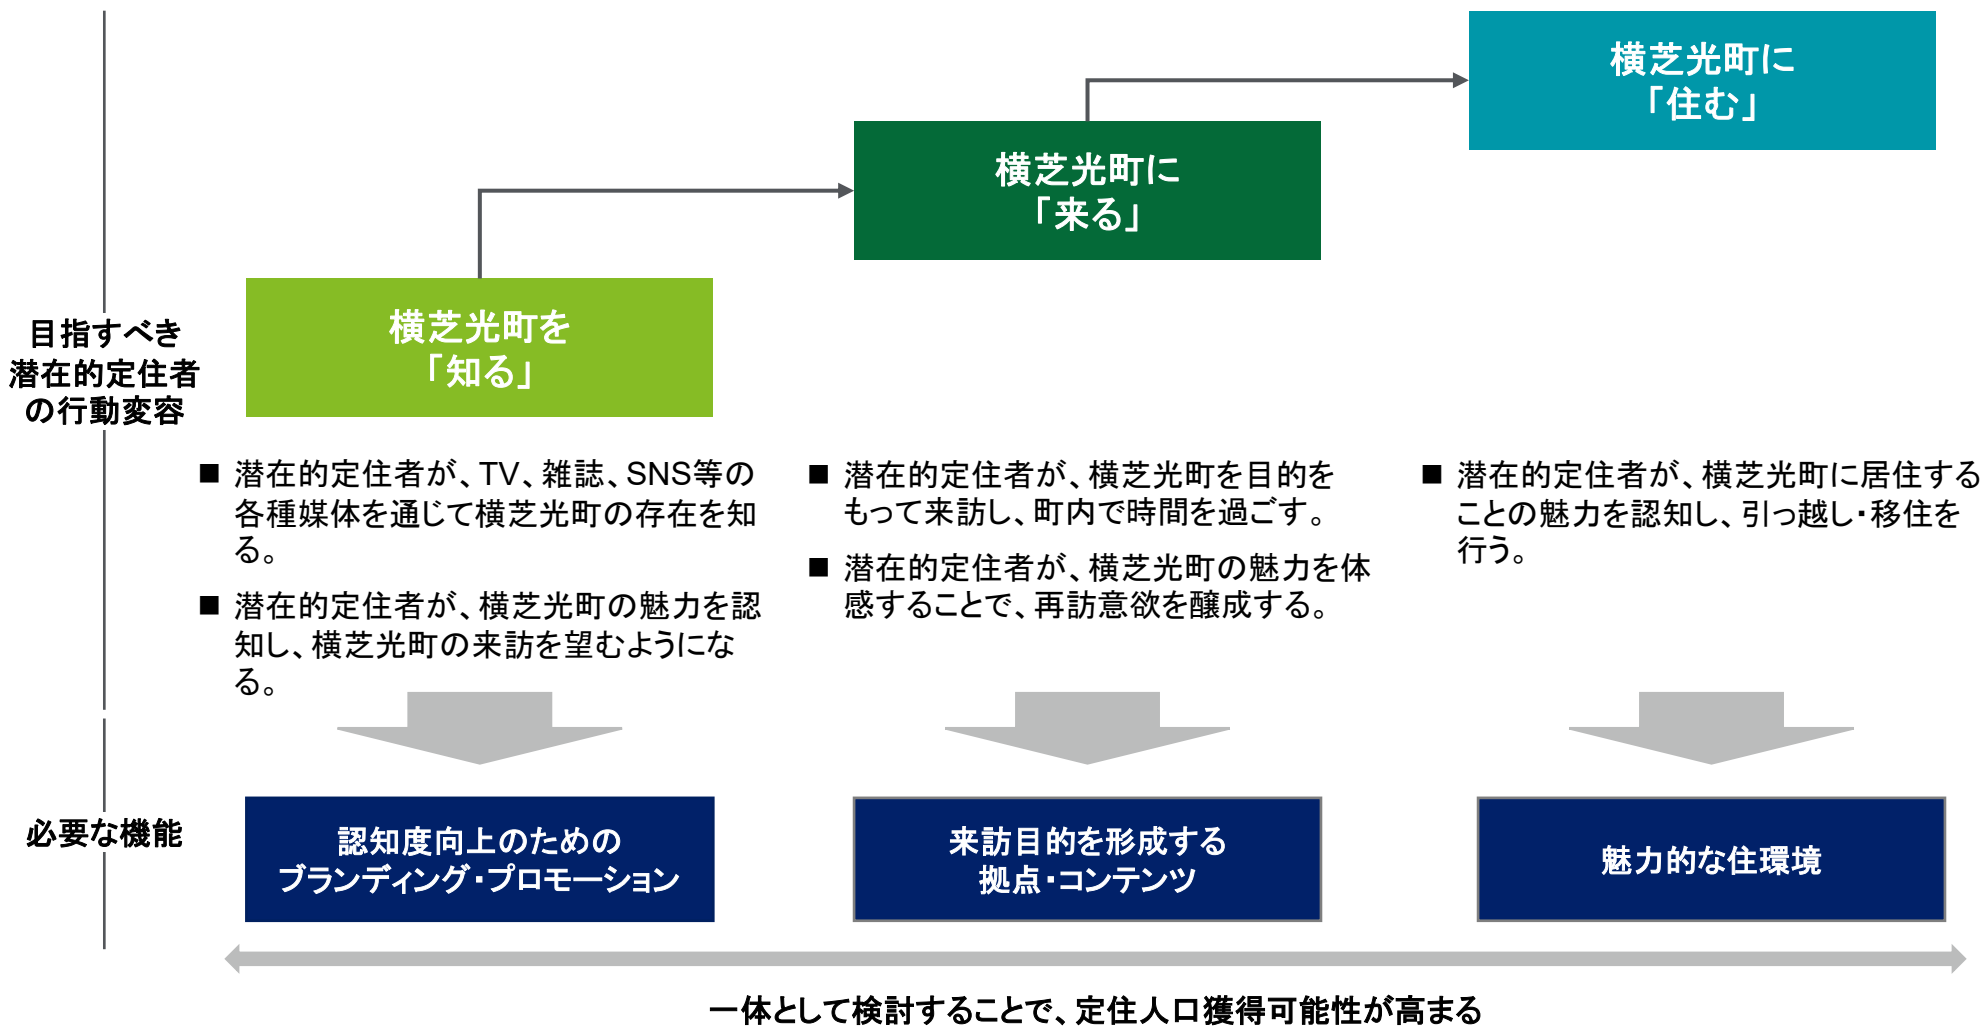 横芝光町に
「住む」
横芝光町に
「来る」
横芝光町を
「知る」
目指すべき
潜在的定住者
の行動変容
■ 潜在的定住者が、TV、雑誌、SNS等の
各種媒体を通じて横芝光町の存在を知
る。
■ 潜在的定住者が、横芝光町の魅力を認
知し、横芝光町の来訪を望むようにな
る。
■ 潜在的定住者が、横芝光町を目的を
もって来訪し、町内で時間を過ごす。
■ 潜在的定住者が、横芝光町の魅力を体
感することで、再訪意欲を醸成する。
■ 潜在的定住者が、横芝光町に居住する
ことの魅力を認知し、引っ越し・移住を
行う。
必要な機能
認知度向上のための
ブランディング・プロモーション
来訪目的を形成する
拠点・コンテンツ
魅力的な住環境
一体として検討することで、定住人口獲得可能性が高まる